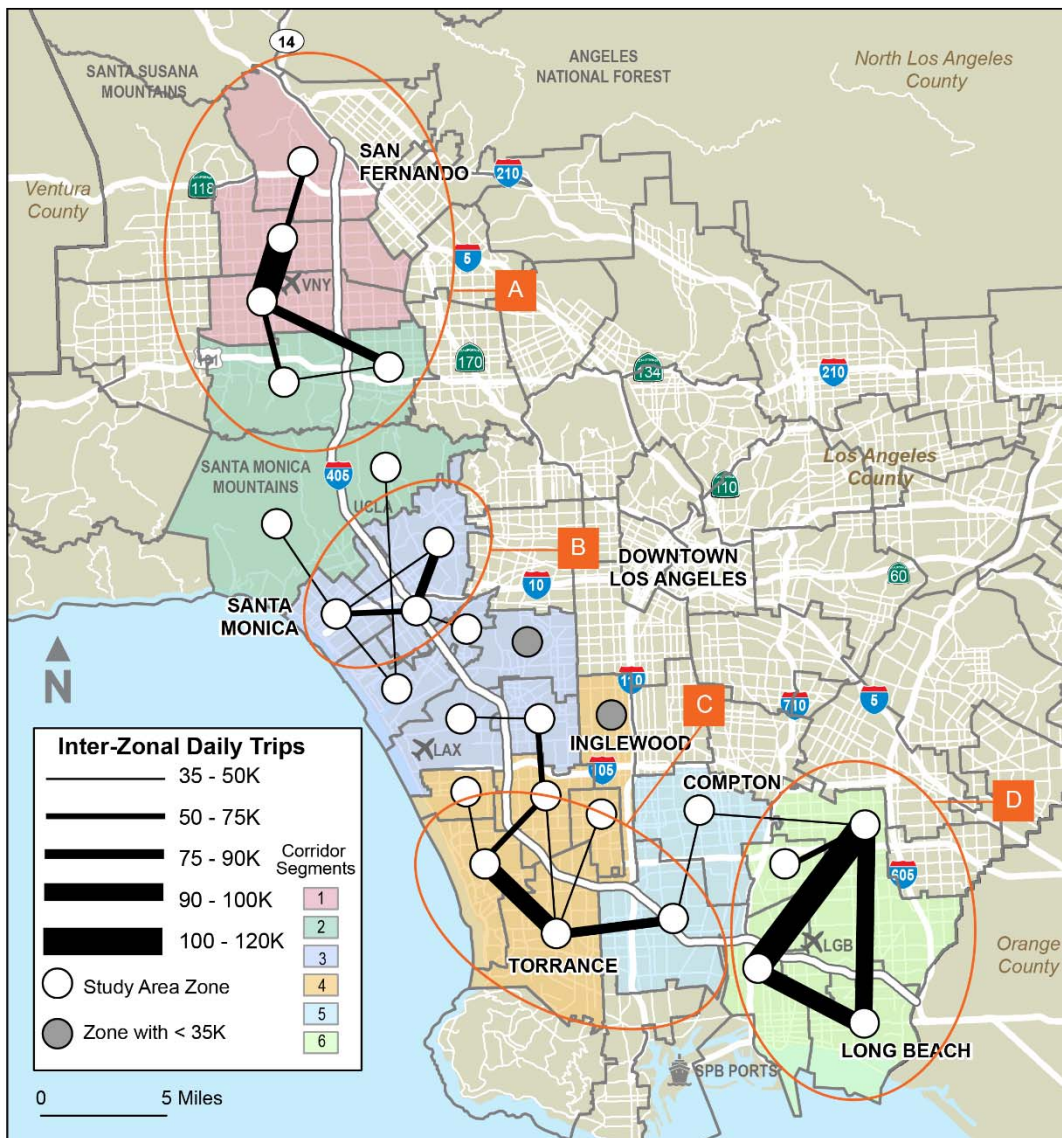 14
SANTA SUSANA
MOUNTAINS
ANGELES
NATIONAL FOREST
North Los Angeles
County
SAN
FERNANDO
210
118
Ventura
County
5
VNY
A
101
170
134
210
SANTA MONICA
MOUNTAINS
405
UCLA
Los Angeles
County
110
B
DOWNTOWN
LOS ANGELES
10
60
SANTA
MONICA
N
110
710
5
C
INGLEWOOD
LAX
105
COMPTON
D
605
LGB
Orange
County
TORRANCE
LONG BEACH
SPB PORTS
Inter-Zonal Daily Trips
35 - 50K
50 - 75K
75 - 90K
90 - 100K
100 - 120K
Study Area Zone
Zone with < 35K
Corridor
Segments
1
2
3
4
5
6
0 5 Miles